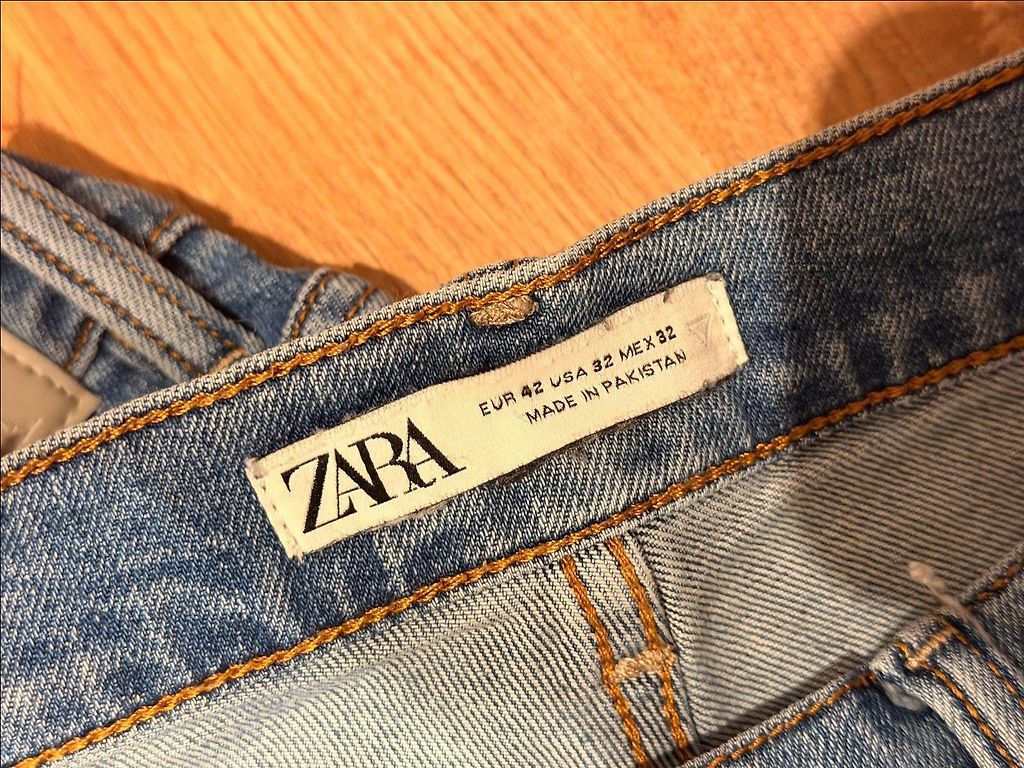 ZARA
EUR 42 USA 32 MEX 32
MADE IN PAKISTAN